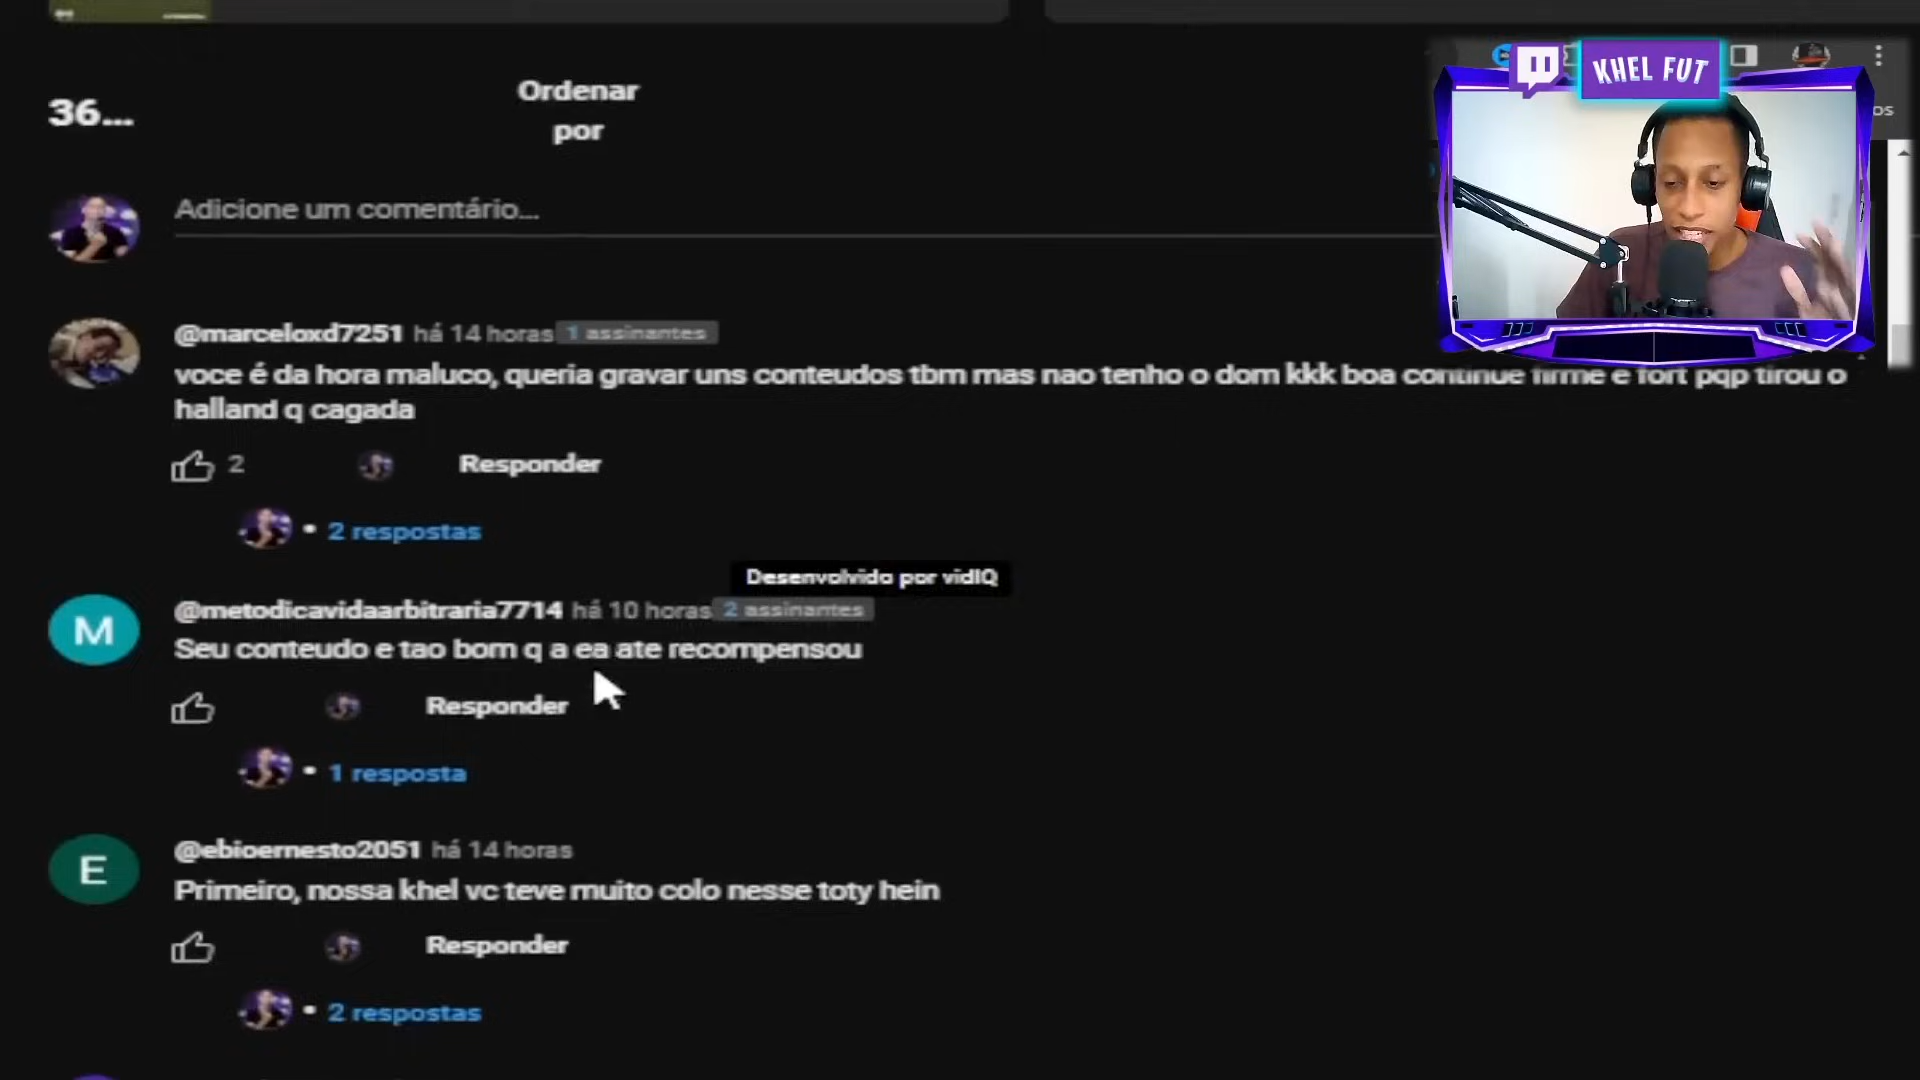 KHEL FUT
os
36...
Ordenar
por
Adicione um comentário...
@marceloxd7251 há 14 horas 1 assinantes
voce é da hora maluco, queria gravar uns conteudos tbm mas nao tenho o dom kkk boa continue firme e fort pqp tirou o
halland q cagada
2
Responder
• 2 respostas
Desenvolvido por vidIQ
@metodicavidaarbitraria7714 há 10 horas 2 assinantes
M
Seu conteudo e tao bom q a ea ate recompensou
Responder
• 1 resposta
@ebioernesto2051 há 14 horas
E
Primeiro, nossa khel vc teve muito colo nesse toty hein
Responder
• 2 respostas